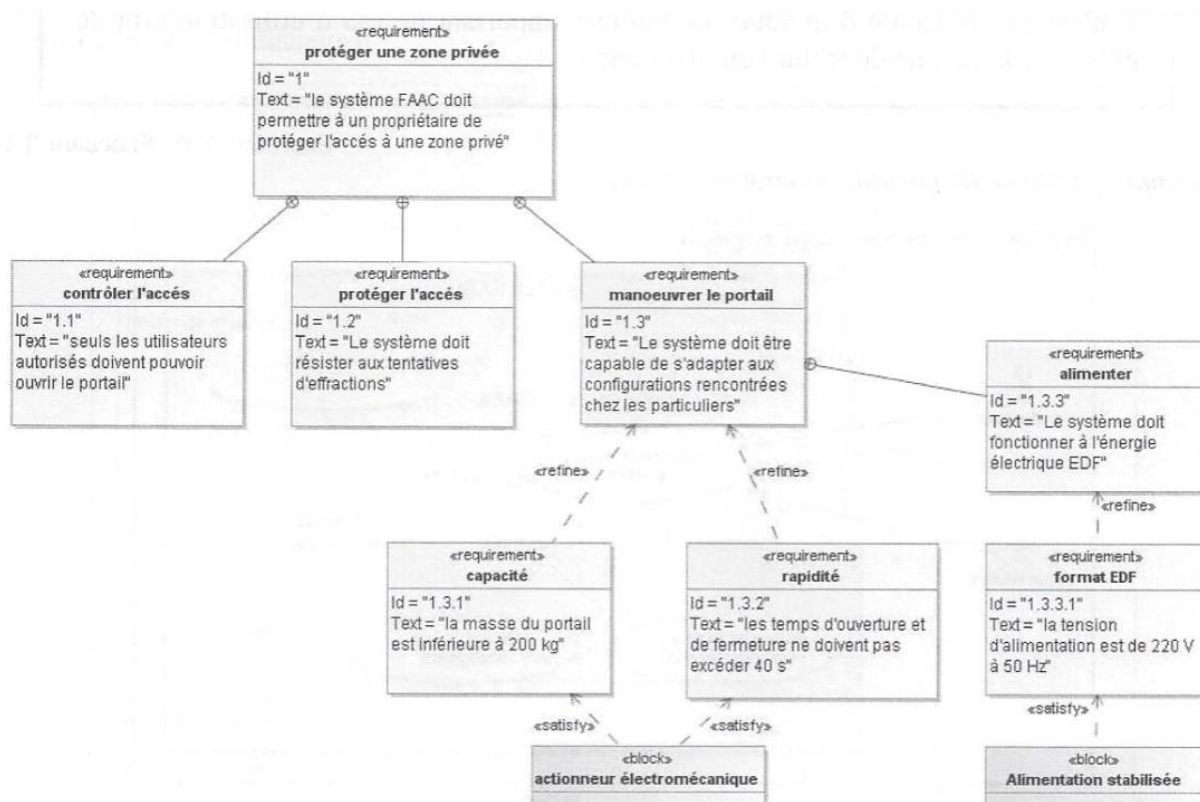 «requirement»
protéger une zone privée
Id = "1"
Text = "le système FAAC doit
permettre à un propriétaire de
protéger l'accés à une zone privé"
«requirement»
contrôler l'accés
Id = "1.1"
Text = "seuls les utilisateurs
autorisés doivent pouvoir
ouvrir le portail"
«requirement»
protéger l'accés
Id = "1.2"
Text = "Le système doit
résister aux tentatives
d'effractions"
«requirement»
manoeuvrer le portail
Id = "1.3"
Text = "Le système doit être
capable de s'adapter aux
configurations rencontrées
chez les particuliers"
«requirement»
alimenter
Id = "1.3.3"
Text = "Le système doit
fonctionner à l'énergie
électrique EDF"
«refine»
«refine»
«refine»
«requirement»
capacité
Id = "1.3.1"
Text = "la masse du portail
est inférieure à 200 kg"
«requirement»
rapidité
Id = "1.3.2"
Text = "les temps d'ouverture et
de fermeture ne doivent pas
excéder 40 s"
«requirement»
format EDF
Id = "1.3.3.1"
Text = "la tension
d'alimentation est de 220 V
à 50 Hz"
«satisfy»
«satisfy»
«satisfy»
«block»
actionneur électromécanique
«block»
Alimentation stabilisée